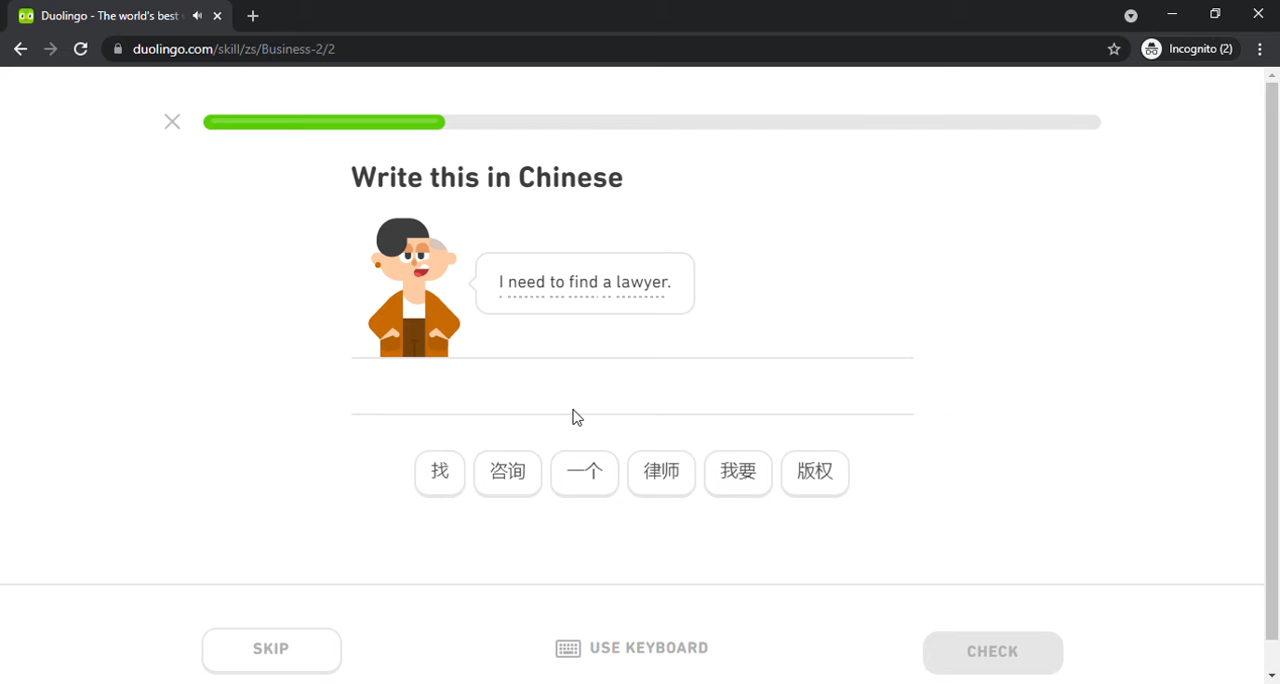 Duolingo - The world's best
duolingo.com/skill/zs/Business-2/2
Incognito (2)
Write this in Chinese
I need to find a lawyer.
找 咨询 一个 律师 我要 版权
SKIP
USE KEYBOARD
CHECK